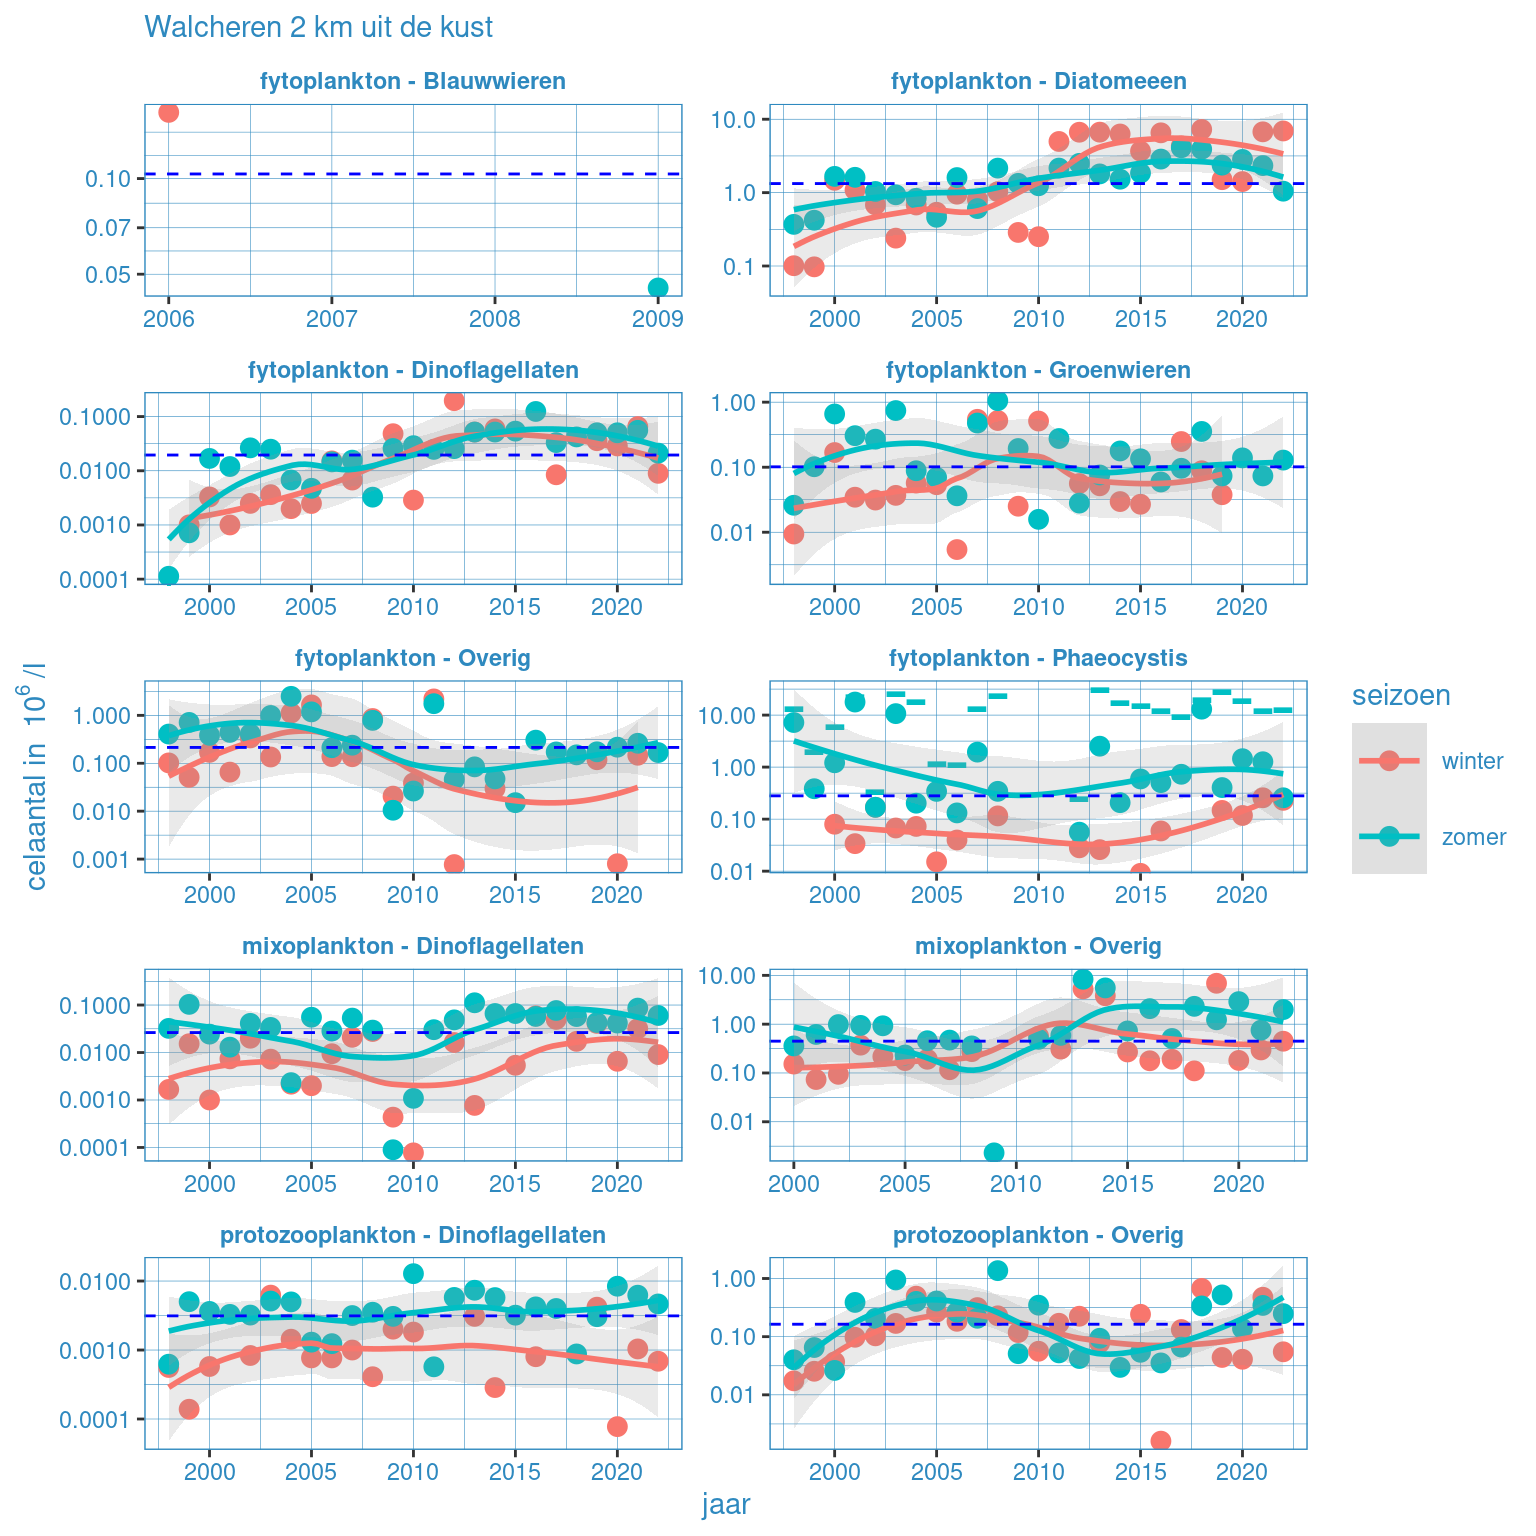 Walcheren 2 km uit de kust
fytoplankton - Blauwwieren
0.10
0.07
0.05
2006 2007 2008 2009
fytoplankton - Diatomeeen
10.0
1.0
0.1
2000 2005 2010 2015 2020
fytoplankton - Dinoflagellaten
0.1000
0.0100
0.0010
0.0001
2000 2005 2010 2015 2020
fytoplankton - Groenwieren
1.00
0.10
0.01
2000 2005 2010 2015 2020
fytoplankton - Overig
1.000
0.100
0.010
0.001
2000 2005 2010 2015 2020
fytoplankton - Phaeocystis
10.00
1.00
0.10
0.01
2000 2005 2010 2015 2020
mixoplankton - Dinoflagellaten
0.1000
0.0100
0.0010
0.0001
2000 2005 2010 2015 2020
mixoplankton - Overig
10.00
1.00
0.10
0.01
2000 2005 2010 2015 2020
protozooplankton - Dinoflagellaten
0.0100
0.0010
0.0001
2000 2005 2010 2015 2020
protozooplankton - Overig
1.00
0.10
0.01
2000 2005 2010 2015 2020
celaantal in 10⁶/l
jaar
seizoen
winter
zomer